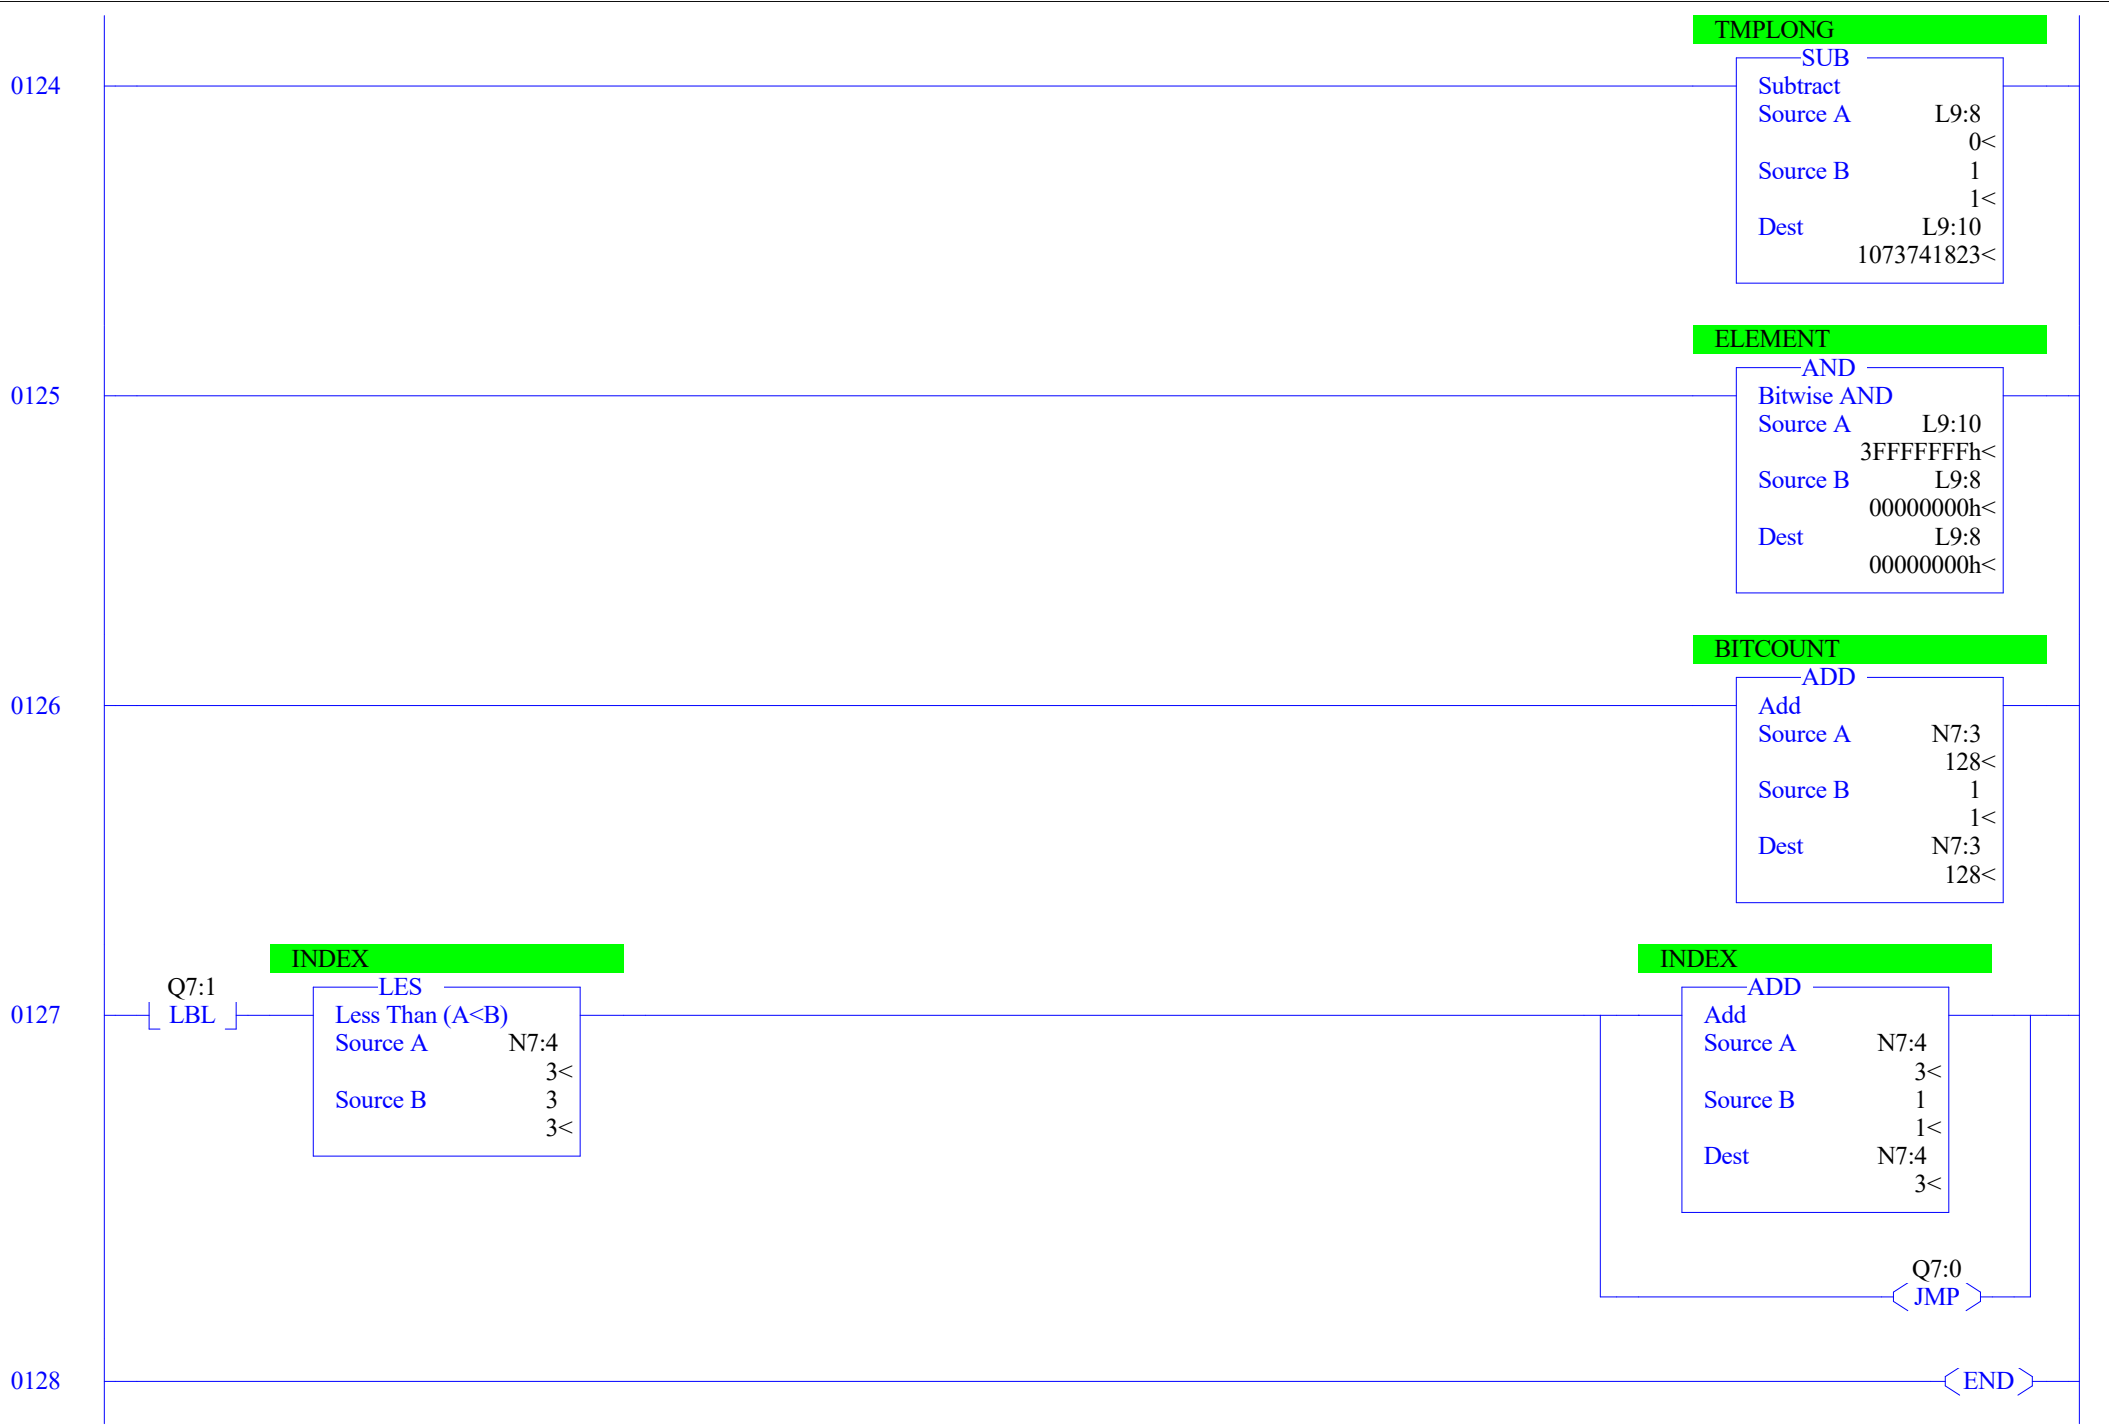 TMPLONG
SUB
0124
Subtract
Source A L9:8
0<
Source B 1
1<
Dest L9:10
1073741823<
ELEMENT
AND
0125
Bitwise AND
Source A L9:10
3FFFFFFFh<
Source B L9:8
00000000h<
Dest L9:8
00000000h<
BITCOUNT
ADD
0126
Add
Source A N7:3
128<
Source B 1
1<
Dest N7:3
128<
0127
Q7:1
LBL
INDEX
LES
Less Than (A<B)
Source A N7:4
3<
Source B 3
3<
INDEX
ADD
Add
Source A N7:4
3<
Source B 1
1<
Dest N7:4
3<
Q7:0
JMP
0128
END